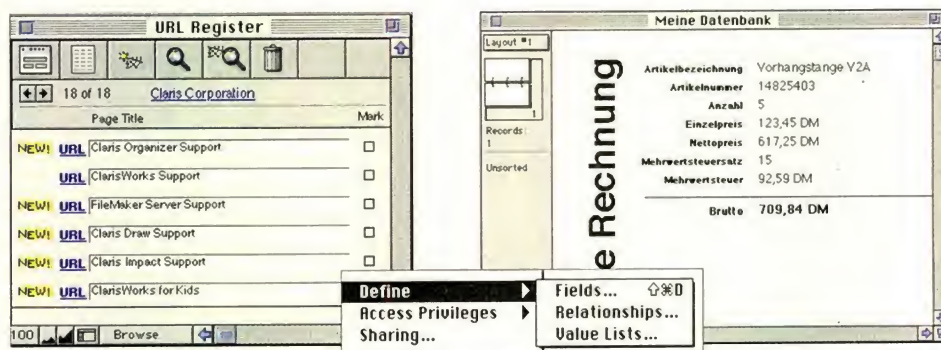 URL Register
18 of 18 Claris Corporation
Page Title Mark
NEW! URL Claris Organizer Support
URL ClarisWorks Support
NEW! URL FileMaker Server Support
NEW! URL Claris Draw Support
NEW! URL Claris Impact Support
NEW! URL ClarisWorks for Kids
100 Browse
Meine Datenbank
Layout #1
1
Records:
1
Unsorted
e Rechnung
Artikelbezeichnung Vorhangstange V2A
Artikelnummer 14825403
Anzahl 5
Einzelpreis 123,45 DM
Nettopreis 617,25 DM
Mehrwertsteuersatz 15
Mehrwertsteuer 92,59 DM
Brutto 709,84 DM
Define
Access Privileges
Sharing...
Fields... ⇧⌘D
Relationships...
Value Lists...